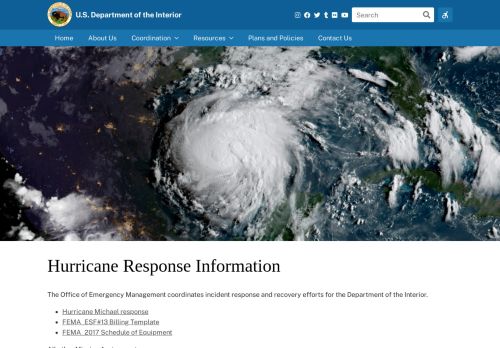 U.S. Department of the Interior
Search
Home About Us Coordination Resources Plans and Policies Contact Us
Hurricane Response Information
The Office of Emergency Management coordinates incident response and recovery efforts for the Department of the Interior.
Hurricane Michael response
FEMA_ESF#13 Billing Template
FEMA_2017 Schedule of Equipment